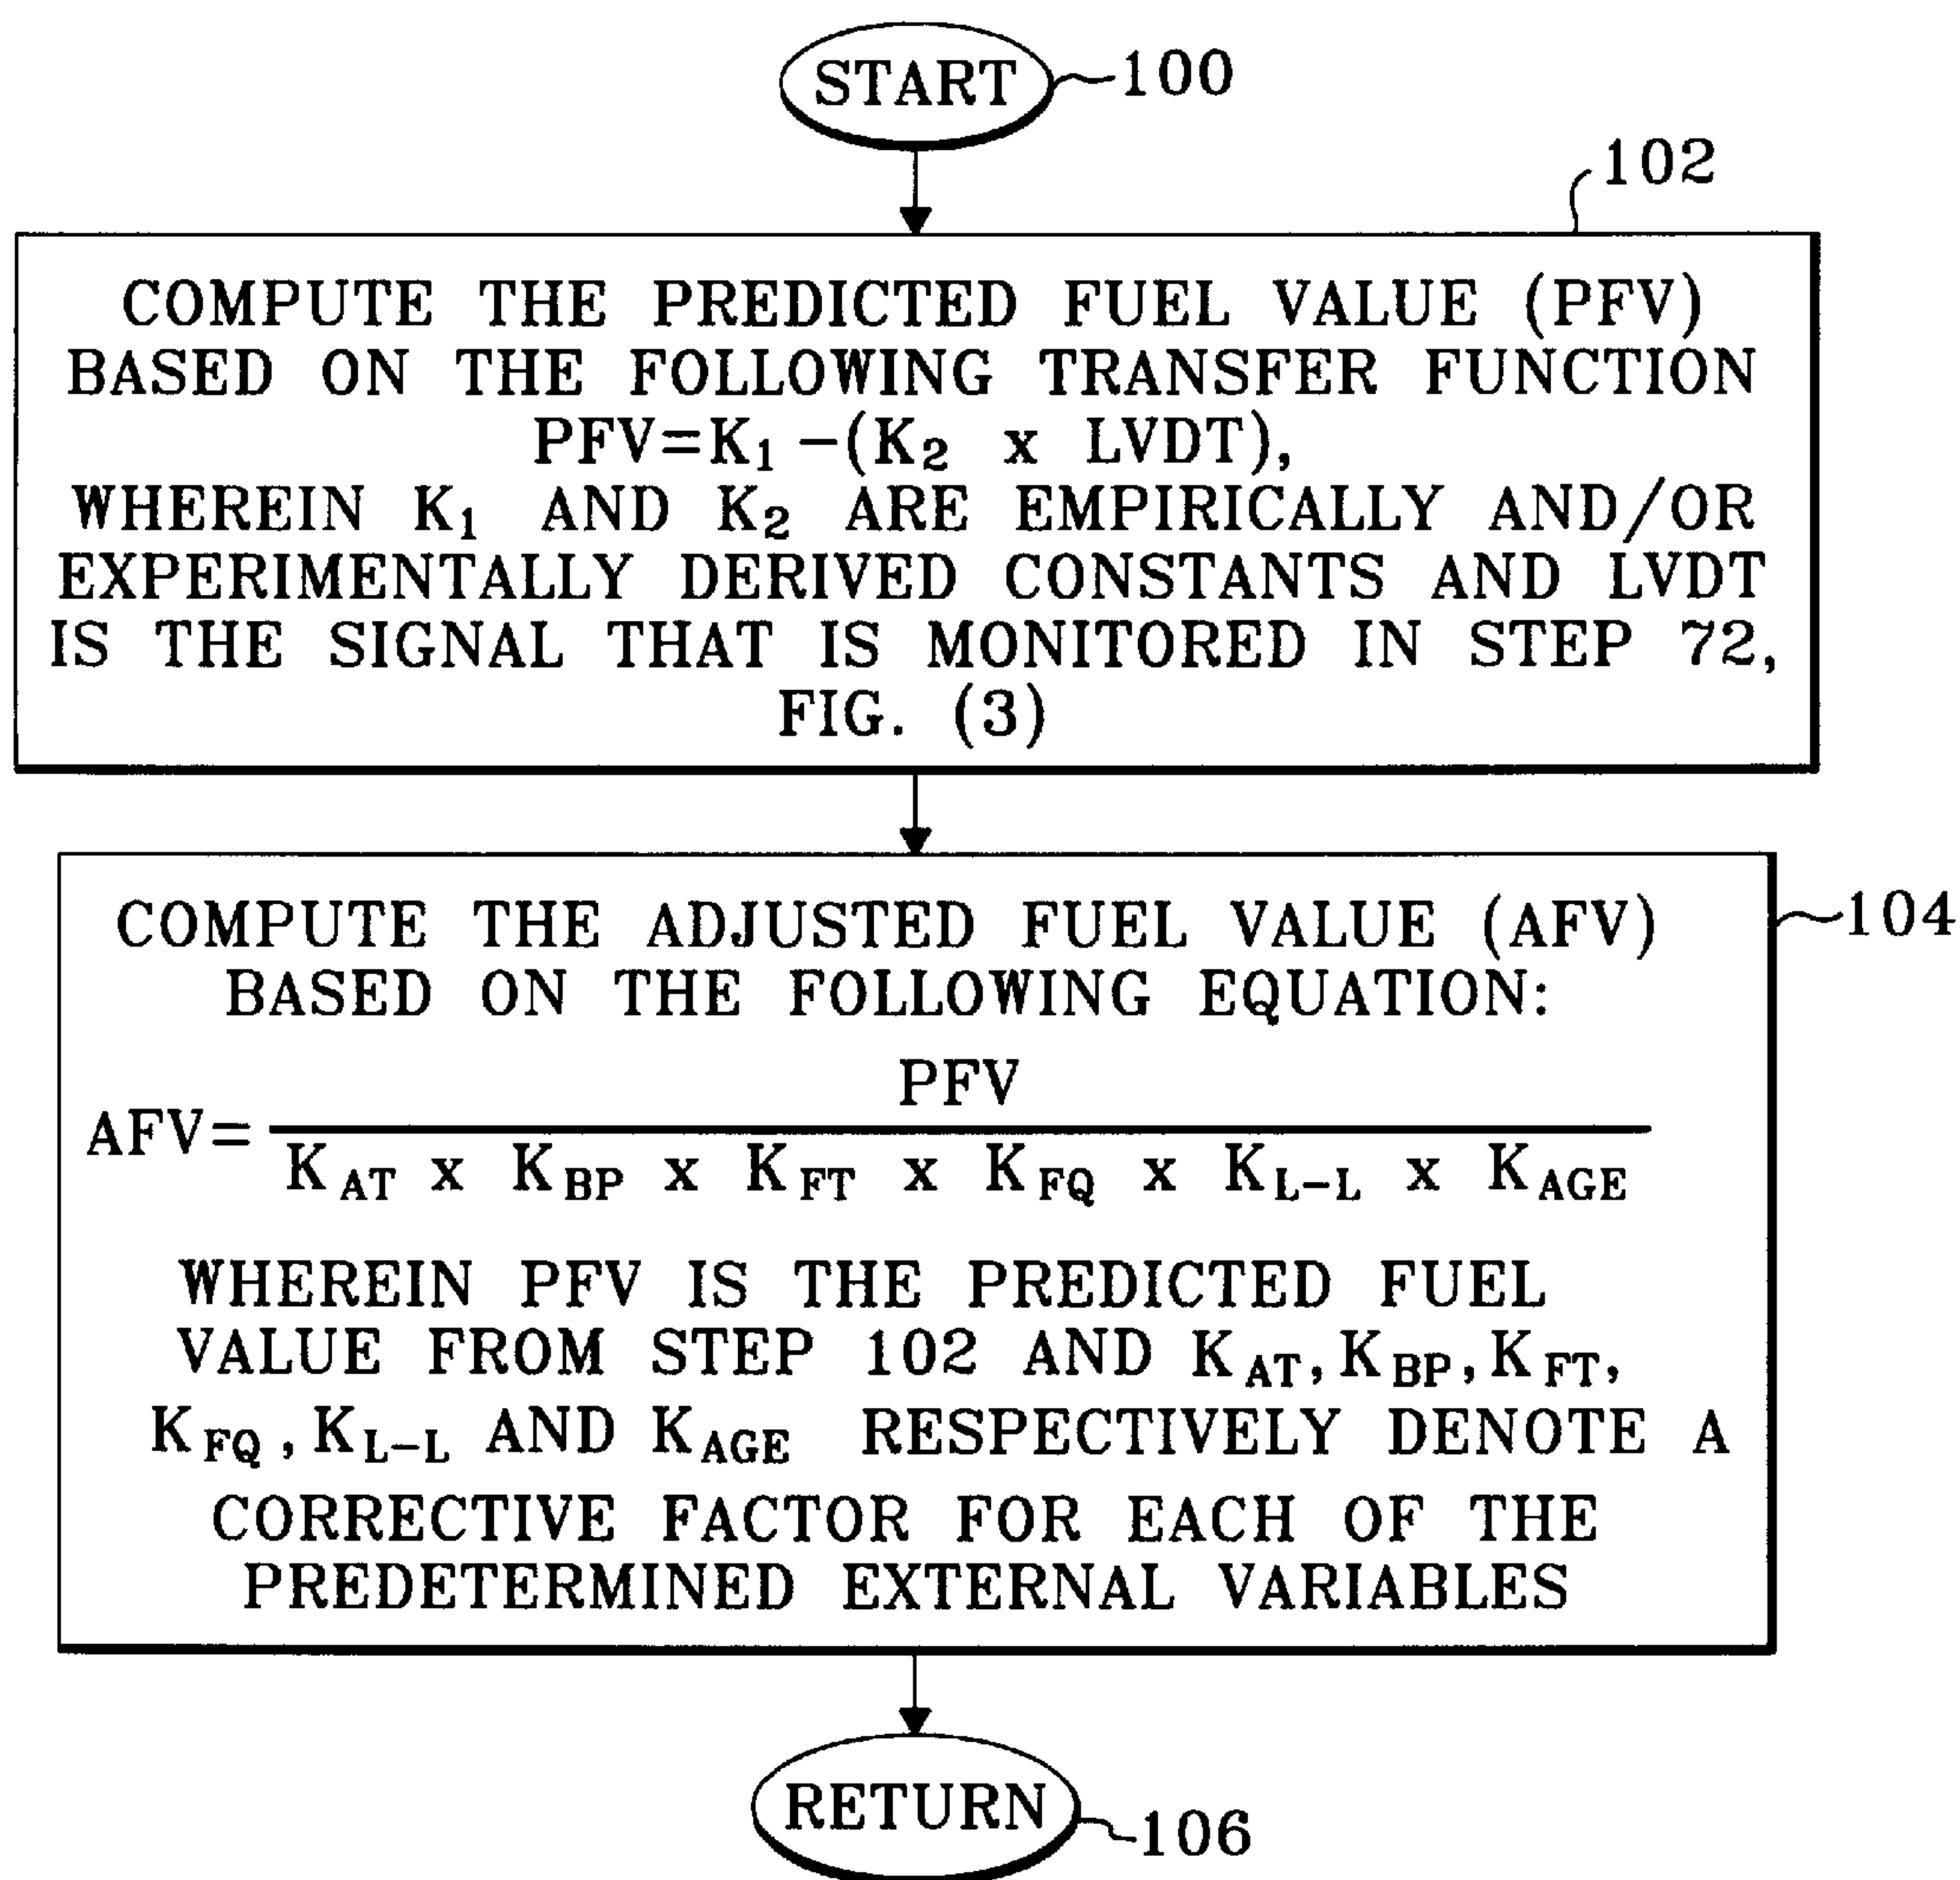 START 100
102
COMPUTE THE PREDICTED FUEL VALUE (PFV)
BASED ON THE FOLLOWING TRANSFER FUNCTION
PFV=K1 -(K2 x LVDT),
WHEREIN K1 AND K2 ARE EMPIRICALLY AND/OR
EXPERIMENTALLY DERIVED CONSTANTS AND LVDT
IS THE SIGNAL THAT IS MONITORED IN STEP 72,
FIG. (3)
COMPUTE THE ADJUSTED FUEL VALUE (AFV) 104
BASED ON THE FOLLOWING EQUATION:
PFV
AFV=
KAT x KBP x KFT x KFQ x KL-L x KAGE
WHEREIN PFV IS THE PREDICTED FUEL
VALUE FROM STEP 102 AND KAT, KBP, KFT,
KFQ, KL-L AND KAGE RESPECTIVELY DENOTE A
CORRECTIVE FACTOR FOR EACH OF THE
PREDETERMINED EXTERNAL VARIABLES
RETURN 106